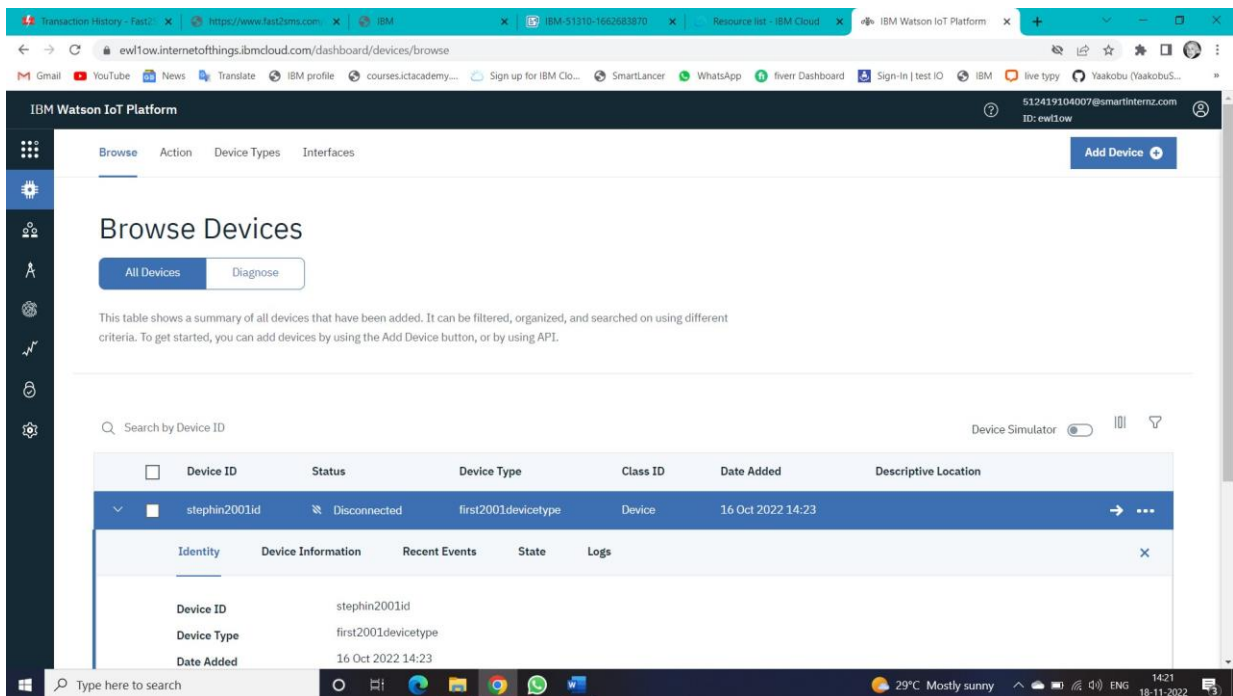 Transaction History - Fast2S
https://www.fast2sms.com
IBM
IBM-51310-1662683870
Resource list - IBM Cloud
IBM Watson IoT Platform
ewl1ow.internetofthings.ibmcloud.com/dashboard/devices/browse
Gmail YouTube News Translate IBM profile courses.ictacademy.... Sign up for IBM Clo... SmartLancer WhatsApp fiverr Dashboard Sign-In | test IO IBM live typy Yaakobu (YaakobuS... »
IBM Watson IoT Platform
512419104007@smartinternz.com
ID: ewl1ow
Browse Action Device Types Interfaces
Add Device
Browse Devices
All Devices Diagnose
This table shows a summary of all devices that have been added. It can be filtered, organized, and searched on using different
criteria. To get started, you can add devices by using the Add Device button, or by using API.
Search by Device ID
Device Simulator
Device ID Status Device Type Class ID Date Added Descriptive Location
stephin2001id Disconnected first2001devicetype Device 16 Oct 2022 14:23
Identity Device Information Recent Events State Logs
Device ID stephin2001id
Device Type first2001devicetype
Date Added 16 Oct 2022 14:23
Type here to search
29°C Mostly sunny
ENG
14:21
18-11-2022